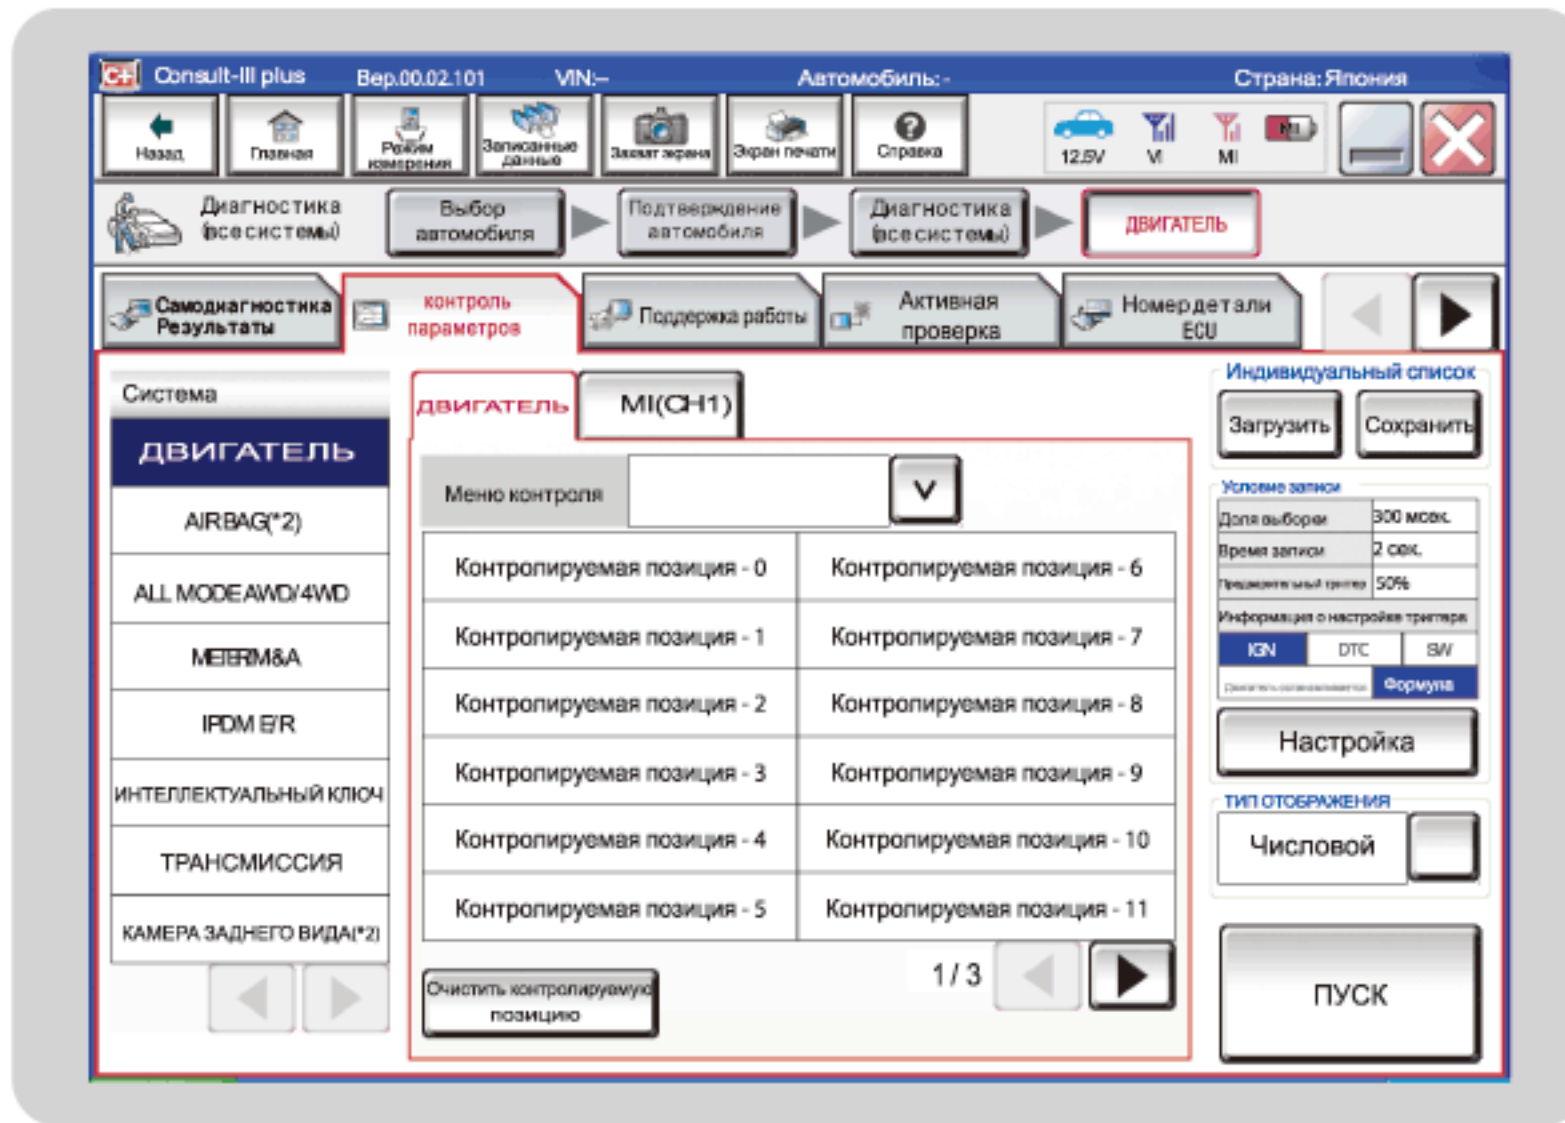 C+ Consult-III plus Вер.00.02.101 VIN:– Автомобиль:- Страна:Япония
Назад
Главная
Режим
измерения
Записанные
данные
Захват экрана
Экран печати
Справка
12.5V
VI
MI
Диагностика
(все системы)
Выбор
автомобиля
Подтверждение
автомобиля
Диагностика
(все системы)
ДВИГАТЕЛЬ
Самодиагностика
Результаты
контроль
параметров
Поддержка работы
Активная
проверка
Номер детали
ECU
Система
ДВИГАТЕЛЬ
AIRBAG(*2)
ALL MODE AWD/4WD
METER/M&A
IPDM E/R
ИНТЕЛЛЕКТУАЛЬНЫЙ КЛЮЧ
ТРАНСМИССИЯ
КАМЕРА ЗАДНЕГО ВИДА(*2)
ДВИГАТЕЛЬ
MI(CH1)
Меню контроля
V
Контролируемая позиция - 0
Контролируемая позиция - 6
Контролируемая позиция - 1
Контролируемая позиция - 7
Контролируемая позиция - 2
Контролируемая позиция - 8
Контролируемая позиция - 3
Контролируемая позиция - 9
Контролируемая позиция - 4
Контролируемая позиция - 10
Контролируемая позиция - 5
Контролируемая позиция - 11
Очистить контролируемую
позицию
1 / 3
Индивидуальный список
Загрузить
Сохранить
Условие записи
Доля выборки 300 мсек.
Время записи 2 сек.
Предварительный триггер 50%
Информация о настройке триггера
IGN DTC SW
Двигатель останавливается Формула
Настройка
ТИП ОТОБРАЖЕНИЯ
Числовой
ПУСК